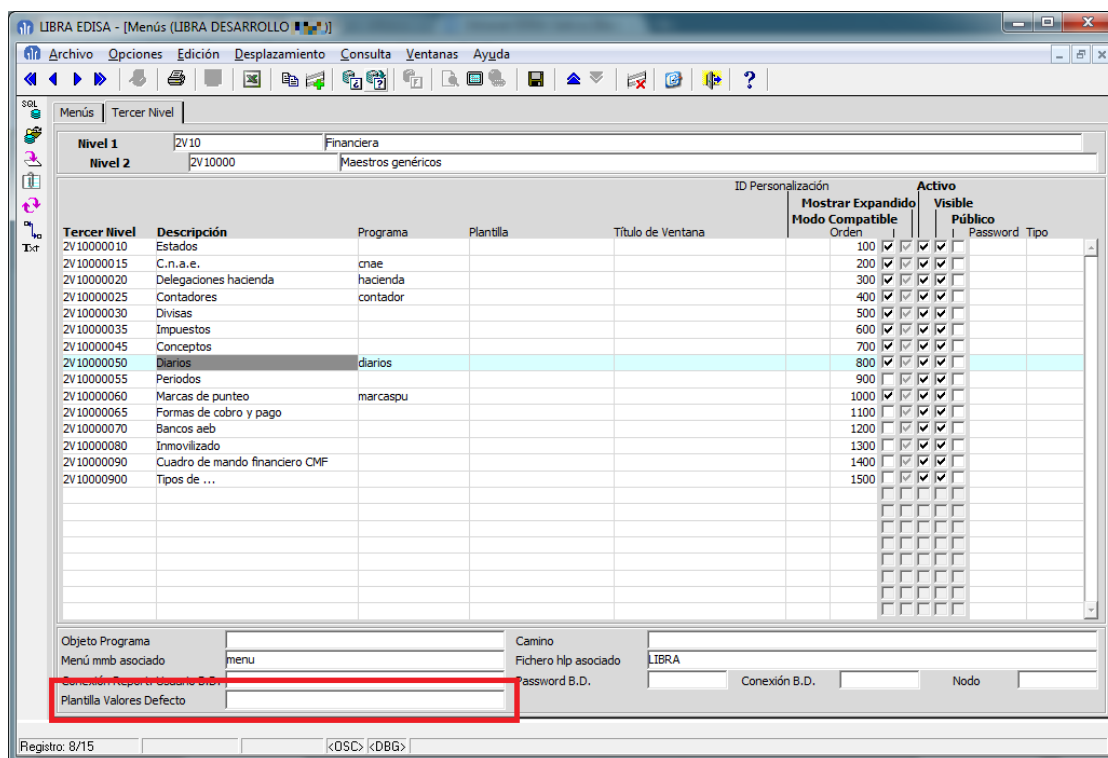 LIBRA EDISA - [Menús (LIBRA DESARROLLO )]
Archivo Opciones Edición Desplazamiento Consulta Ventanas Ayuda
SQL
Txt
Menús Tercer Nivel
Nivel 1 2V10 Financiera
Nivel 2 2V10000 Maestros genéricos
ID Personalización Activo
Mostrar Expandido Visible
Modo Compatible Público
Tercer Nivel Descripción Programa Plantilla Título de Ventana Orden Password Tipo
2V10000010 Estados 100
2V10000015 C.n.a.e. cnae 200
2V10000020 Delegaciones hacienda hacienda 300
2V10000025 Contadores contador 400
2V10000030 Divisas 500
2V10000035 Impuestos 600
2V10000045 Conceptos 700
2V10000050 Diarios diarios 800
2V10000055 Periodos 900
2V10000060 Marcas de punteo marcaspu 1000
2V10000065 Formas de cobro y pago 1100
2V10000070 Bancos aeb 1200
2V10000080 Inmovilizado 1300
2V10000090 Cuadro de mando financiero CMF 1400
2V10000900 Tipos de ... 1500
Objeto Programa Camino
Menú mmb asociado menu Fichero hlp asociado LIBRA
Conexión Report: Usuario B.D. Password B.D. Conexión B.D. Nodo
Plantilla Valores Defecto
Registro: 8/15 <OSC> <DBG>